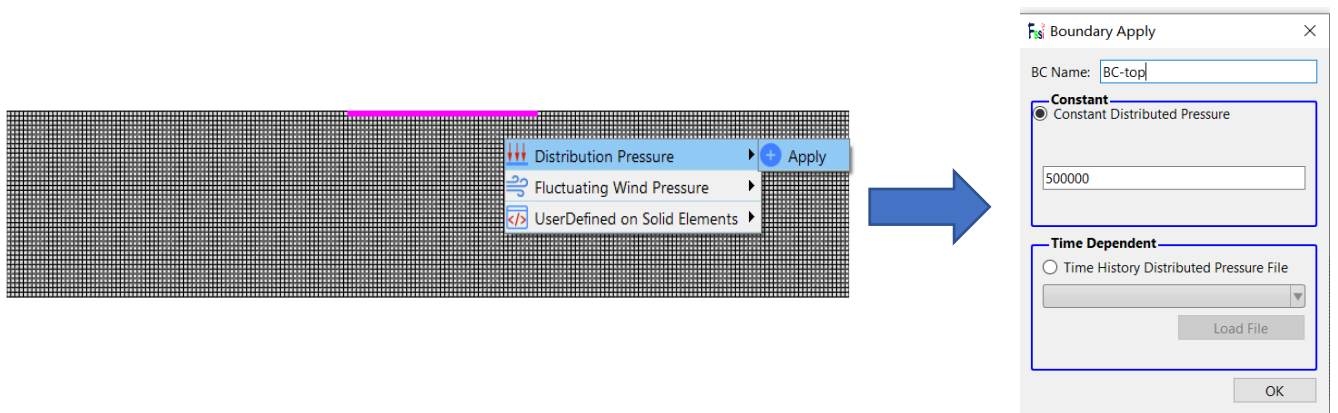 Distribution Pressure
Apply
Fluctuating Wind Pressure
UserDefined on Solid Elements
Boundary Apply
BC Name: BC-top
Constant
Constant Distributed Pressure
500000
Time Dependent
Time History Distributed Pressure File
Load File
OK